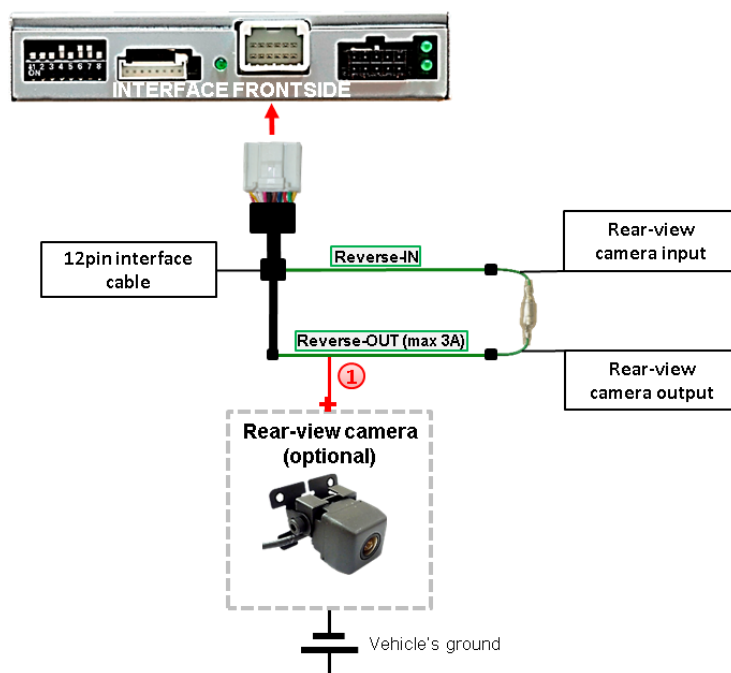 1 2 3 4 5 6 7 8
ON
INTERFACE FRONTSIDE
12pin interface
cable
Reverse-IN
Rear-view
camera input
Reverse-OUT (max 3A)
Rear-view
camera output
1
Rear-view camera
(optional)
Vehicle's ground